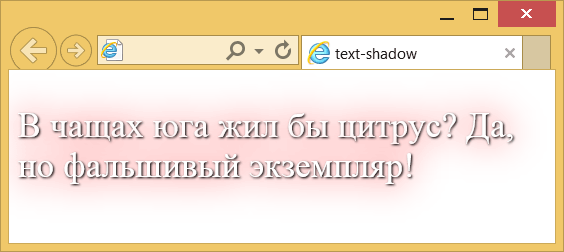 text-shadow
В чащах юга жил бы цитрус? Да,
но фальшивый экземпляр!